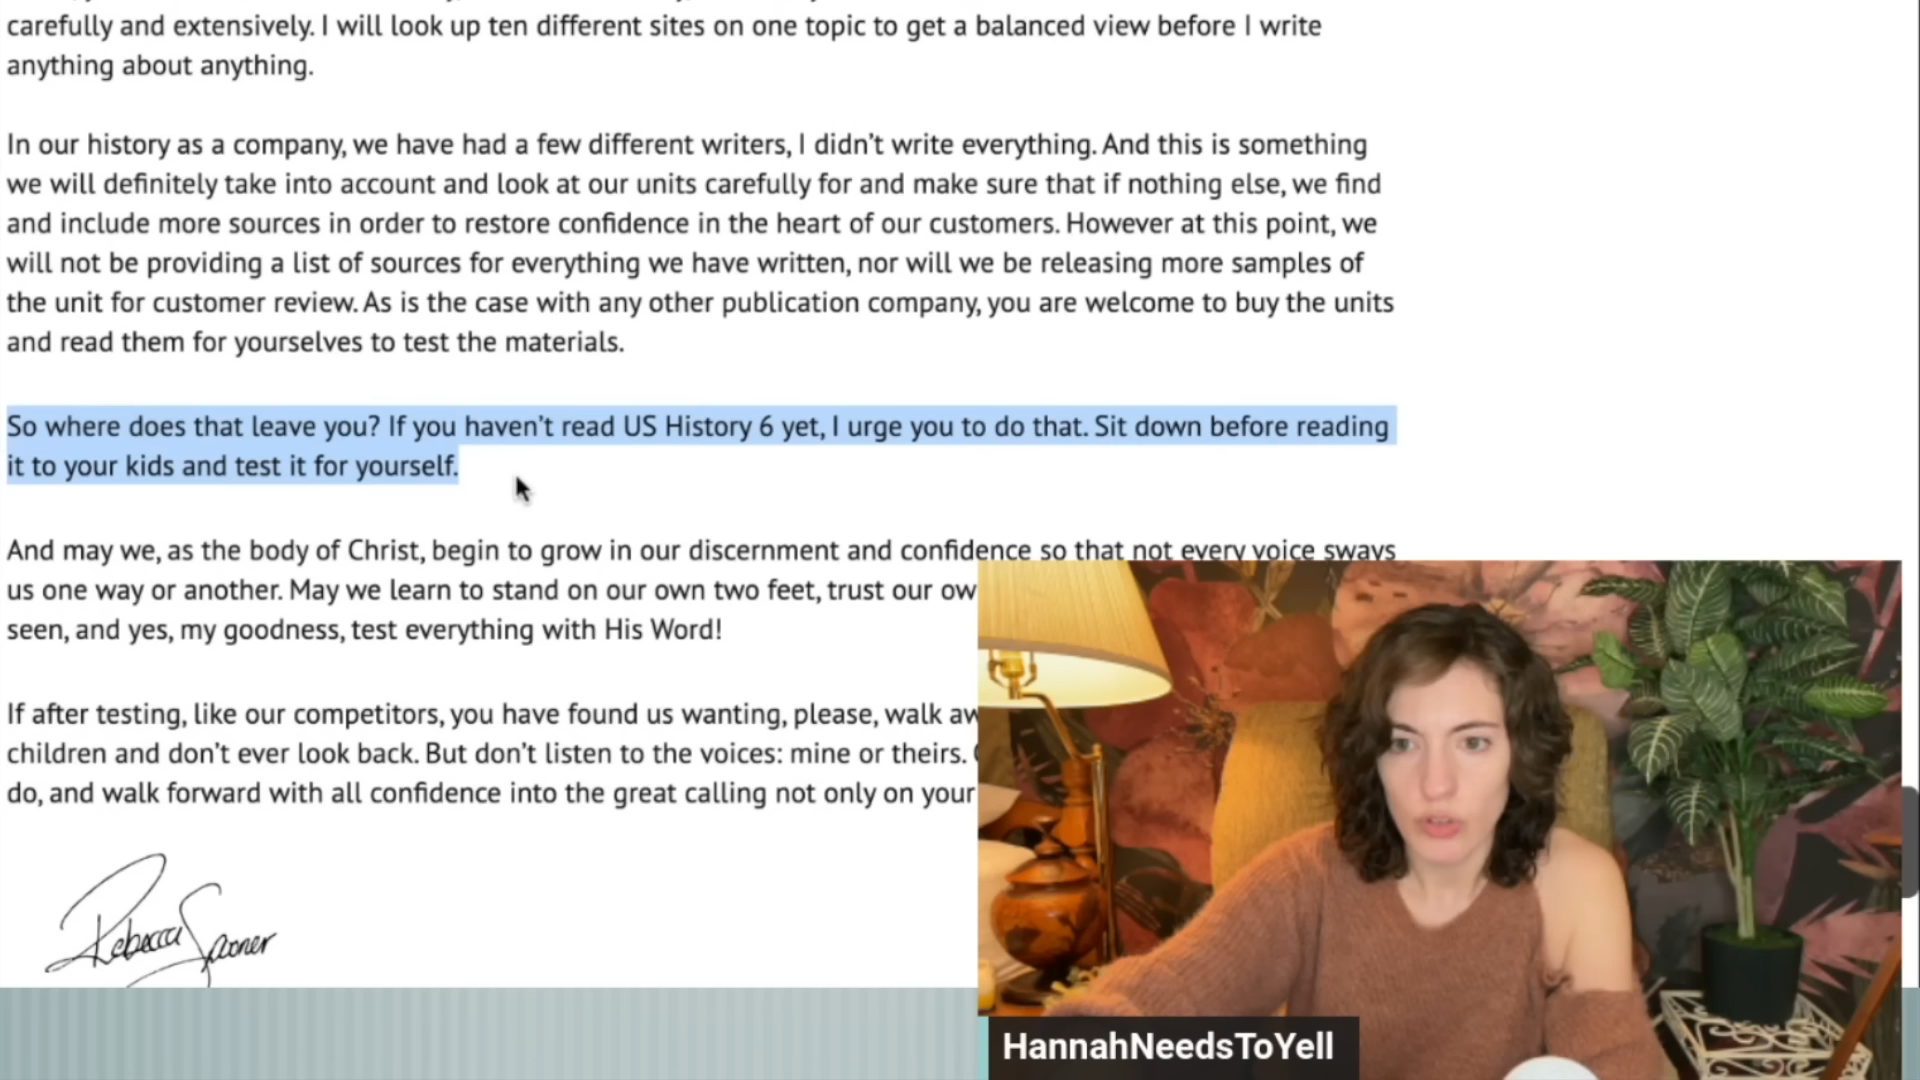 carefully and extensively. I will look up ten different sites on one topic to get a balanced view before I write
anything about anything.
In our history as a company, we have had a few different writers, I didn't write everything. And this is something
we will definitely take into account and look at our units carefully for and make sure that if nothing else, we find
and include more sources in order to restore confidence in the heart of our customers. However at this point, we
will not be providing a list of sources for everything we have written, nor will we be releasing more samples of
the unit for customer review. As is the case with any other publication company, you are welcome to buy the units
and read them for yourselves to test the materials.
So where does that leave you? If you haven't read US History 6 yet, I urge you to do that. Sit down before reading
it to your kids and test it for yourself.
And may we, as the body of Christ, begin to grow in our discernment and confidence so that not every voice sways
us one way or another. May we learn to stand on our own two feet, trust our ow
seen, and yes, my goodness, test everything with His Word!
If after testing, like our competitors, you have found us wanting, please, walk aw
children and don't ever look back. But don't listen to the voices: mine or theirs.
do, and walk forward with all confidence into the great calling not only on your
Rebecca Spooner
HannahNeedsToYell